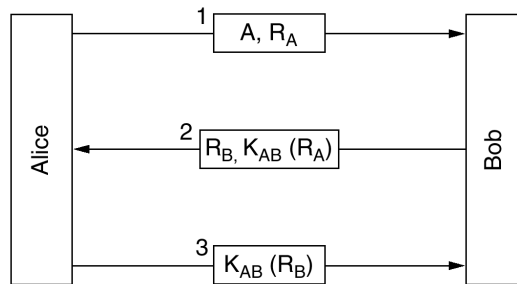 Alice
1
A, R_A
2
R_B, K_AB (R_A)
3
K_AB (R_B)
Bob